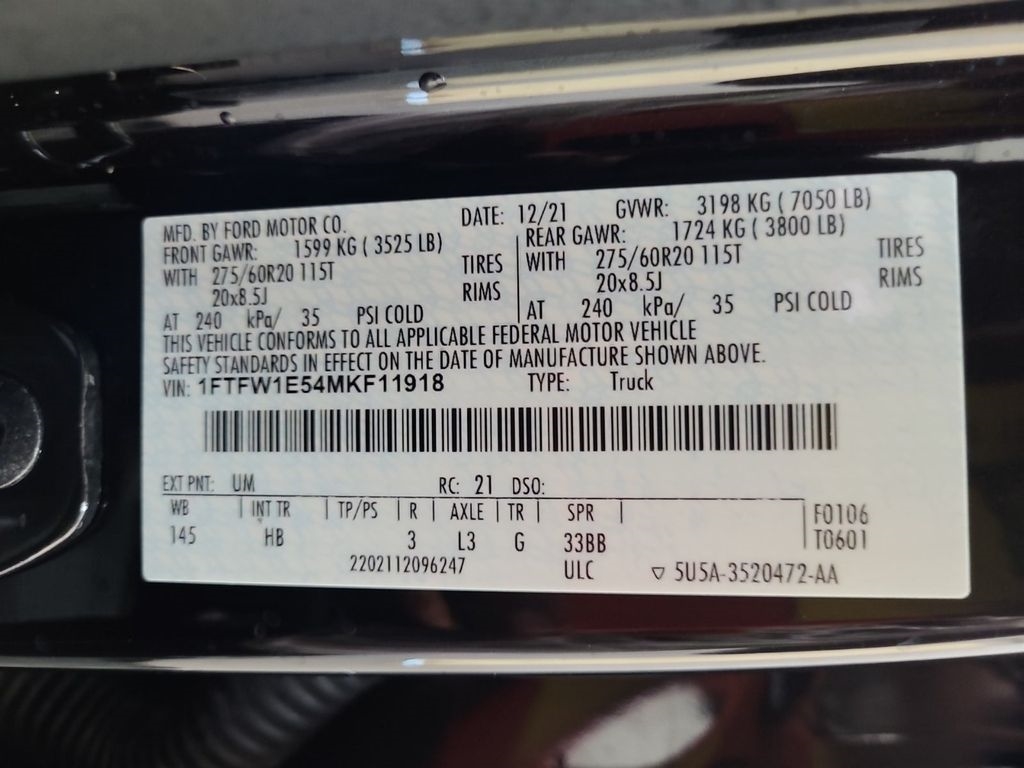 MFD. BY FORD MOTOR CO. DATE: 12/21 GVWR: 3198 KG ( 7050 LB)
FRONT GAWR: 1599 KG ( 3525 LB) REAR GAWR: 1724 KG ( 3800 LB)
WITH 275/60R20 115T TIRES WITH 275/60R20 115T TIRES
20x8.5J RIMS 20x8.5J RIMS
AT 240 kPa/ 35 PSI COLD AT 240 kPa/ 35 PSI COLD
THIS VEHICLE CONFORMS TO ALL APPLICABLE FEDERAL MOTOR VEHICLE
SAFETY STANDARDS IN EFFECT ON THE DATE OF MANUFACTURE SHOWN ABOVE.
VIN: 1FTFW1E54MKF11918 TYPE: Truck
EXT PNT: UM RC: 21 DSO:
WB | INT TR | TP/PS | R | AXLE | TR | SPR | F0106
145 HB 3 L3 G 33BB T0601
2202112096247 ULC 5U5A-3520472-AA